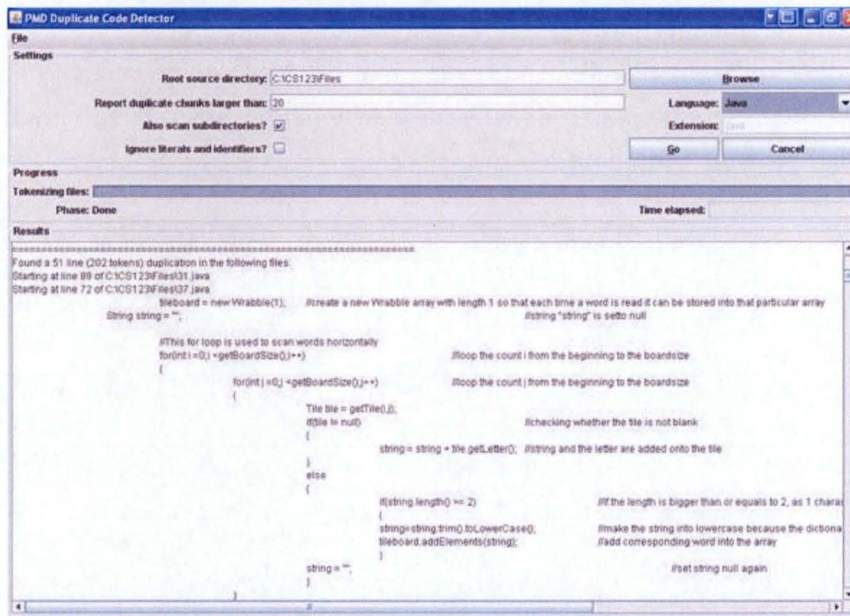 PMD Duplicate Code Detector
File
Settings
Root source directory: C:\CS123\Files
Browse
Report duplicate chunks larger than: 20
Language: Java
Also scan subdirectories?
Extension:
Ignore literals and identifiers?
Go Cancel
Progress
Tokenizing files:
Phase: Done
Time elapsed:
Results
Found a 51 line (202 tokens) duplication in the following files:
Starting at line 89 of C:\CS123\Files\31.java
Starting at line 72 of C:\CS123\Files\37.java
tileboard = new Wrabble(1); //create a new Wrabble array with length 1 so that each time a word is read it can be stored into that particular array
String string = ""; //string "string" is setto null
//This for loop is used to scan words horizontally
for(int i =0;i <getBoardSize();i++) //loop the count i from the beginning to the boardsize
{
for(int j =0;j <getBoardSize();j++) //loop the count j from the beginning to the boardsize
{
Tile tile = getTile(i,j);
if(tile != null) //checking whether the tile is not blank
{
string = string + tile.getLetter(); //string and the letter are added onto the tile
}
else
{
if(string.length() >= 2) //if the length is bigger than or equals to 2, as 1 chara
{
string=string.trim().toLowerCase(); //make the string into lowercase because the dictiona
tileboard.addElements(string); //add corresponding word into the array
}
string = ""; //set string null again
}
}